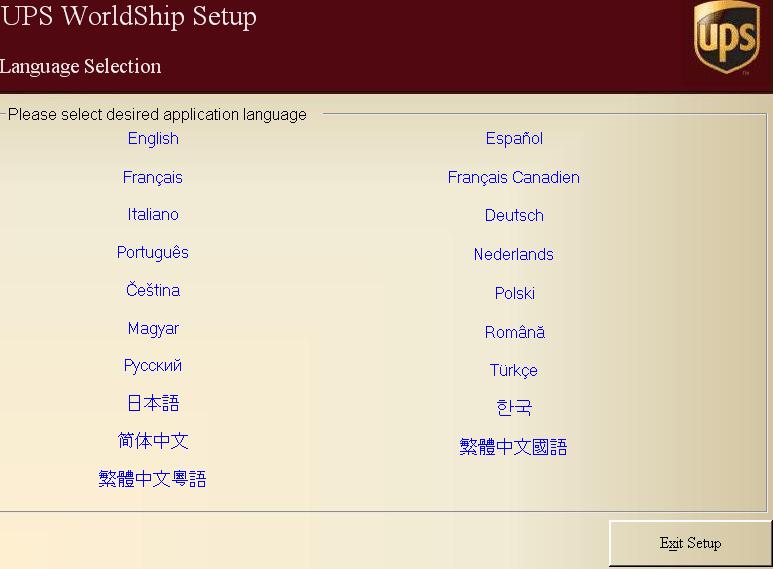 UPS WorldShip Setup
ups
Language Selection
Please select desired application language
English
Español
Français
Français Canadien
Italiano
Deutsch
Português
Nederlands
Čeština
Polski
Magyar
Română
Русский
Türkçe
日本語
한국
简体中文
繁體中文國語
繁體中文粵語
Exit Setup